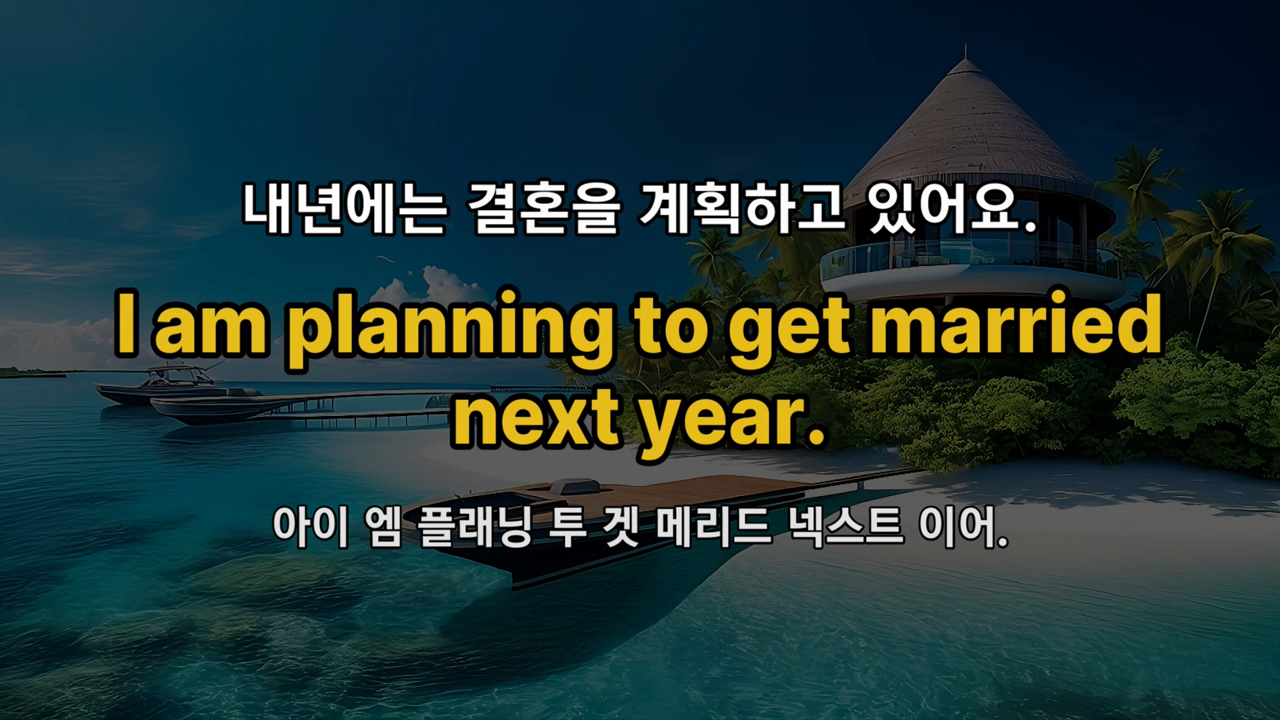 내년에는 결혼을 계획하고 있어요.
I am planning to get married
next year.
아이 엠 플래닝 투 겟 메리드 넥스트 이어.